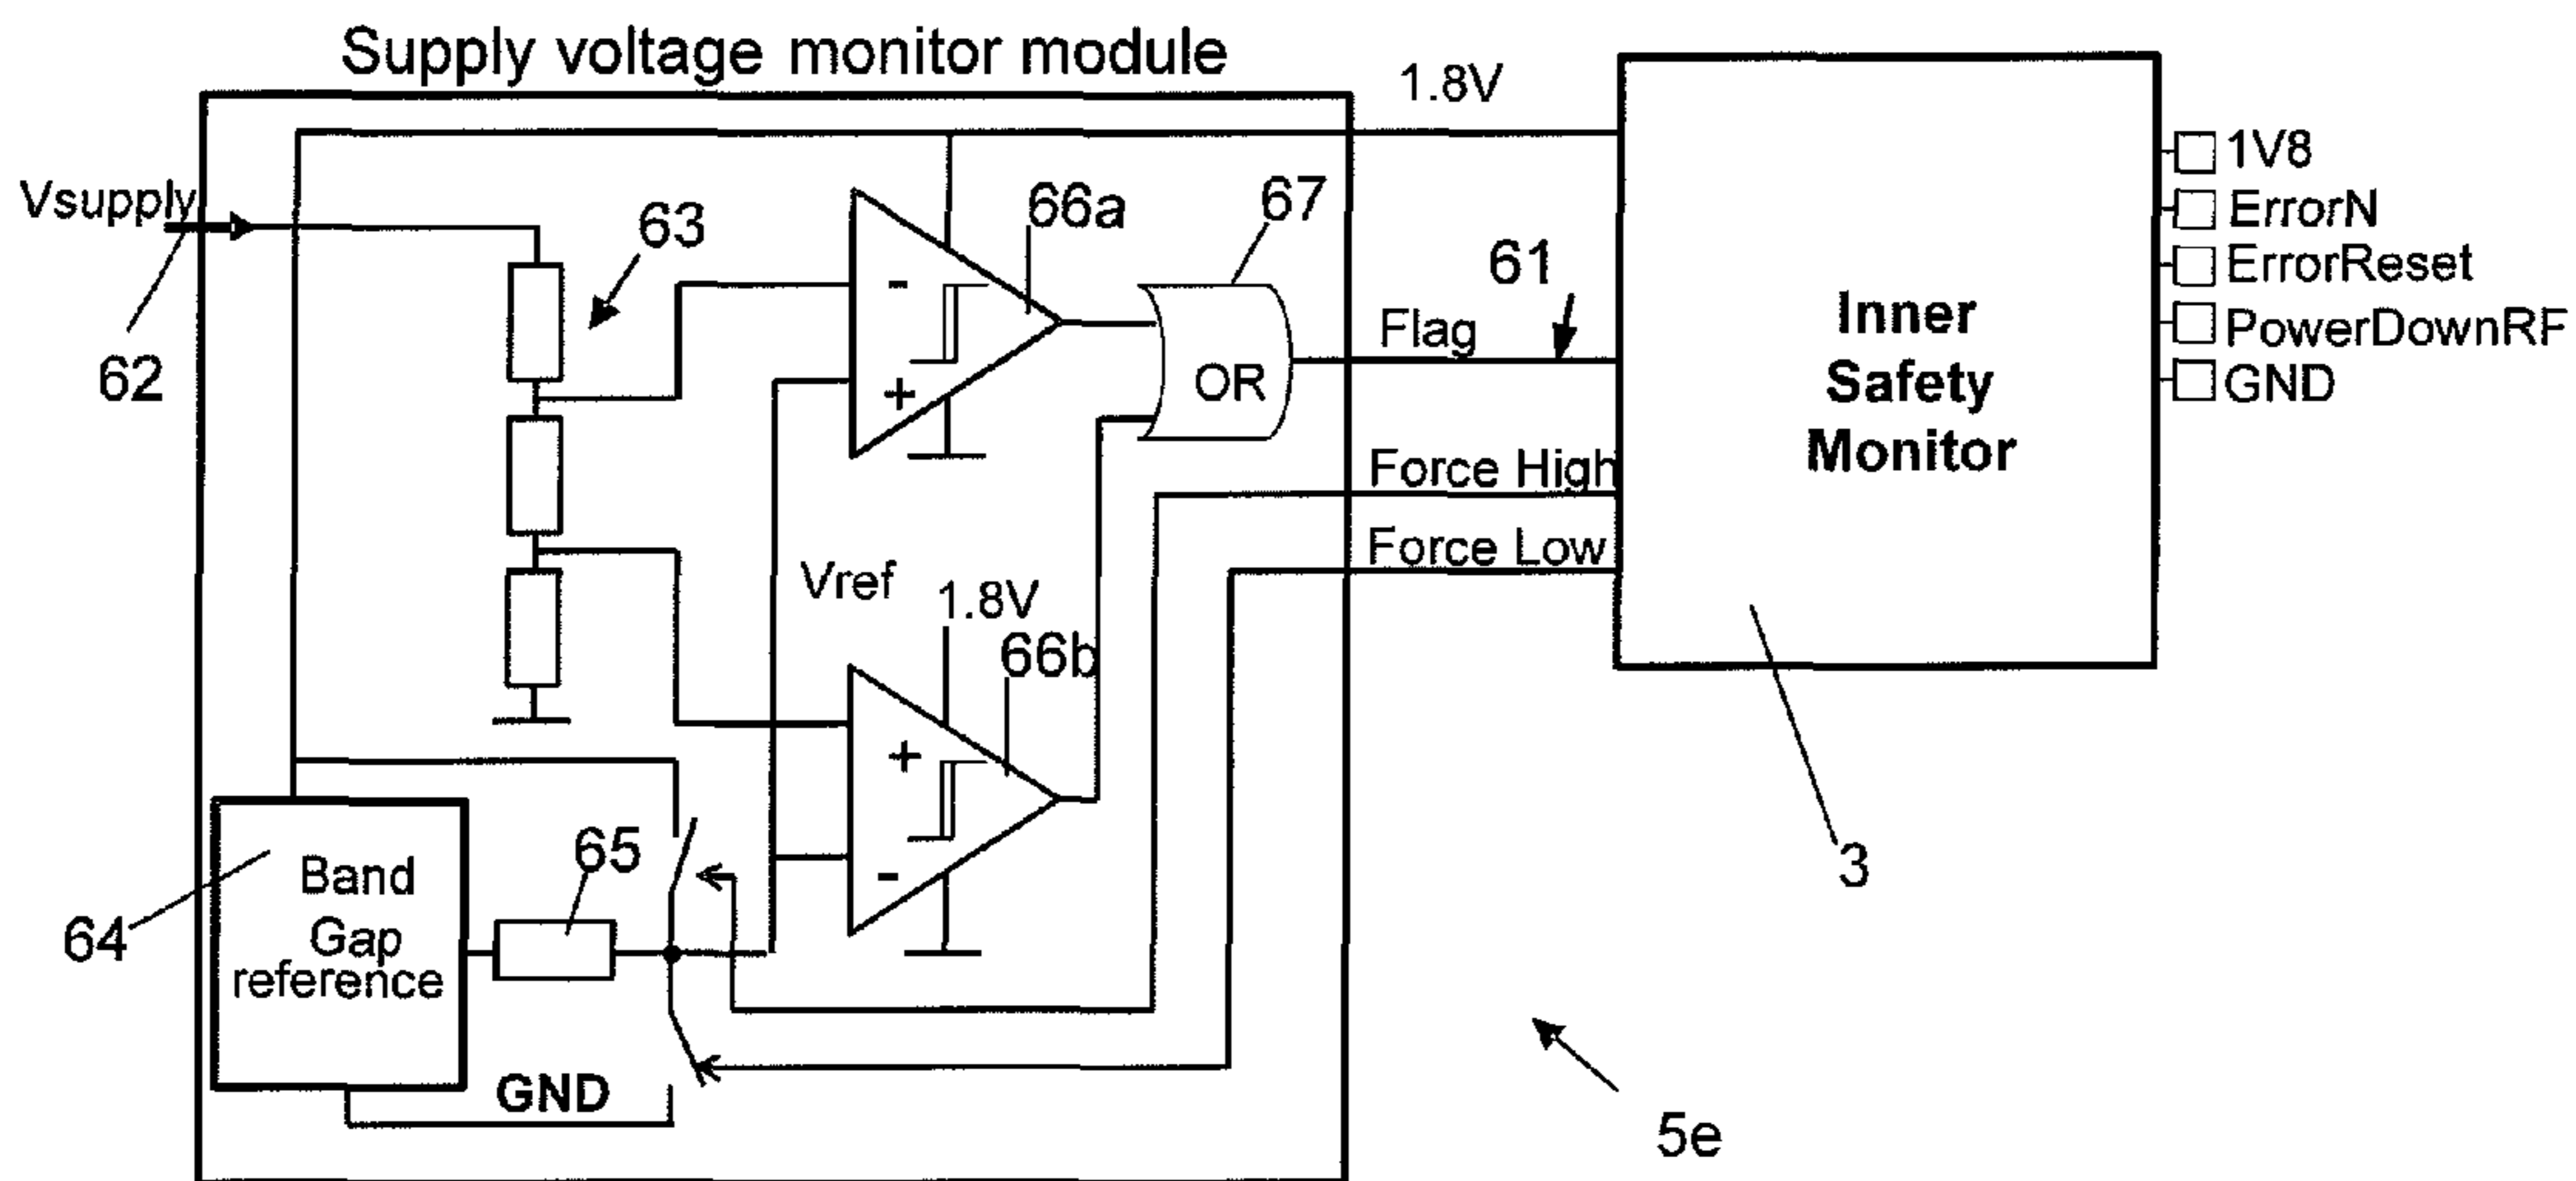 Supply voltage monitor module
1.8V
Vsupply
62
63
66a
67
-
+
OR
Flag
61
Force High
Force Low
Inner
Safety
Monitor
1V8
ErrorN
ErrorReset
PowerDownRF
GND
Vref
1.8V
66b
+
-
65
Band
Gap
reference
64
GND
3
5e